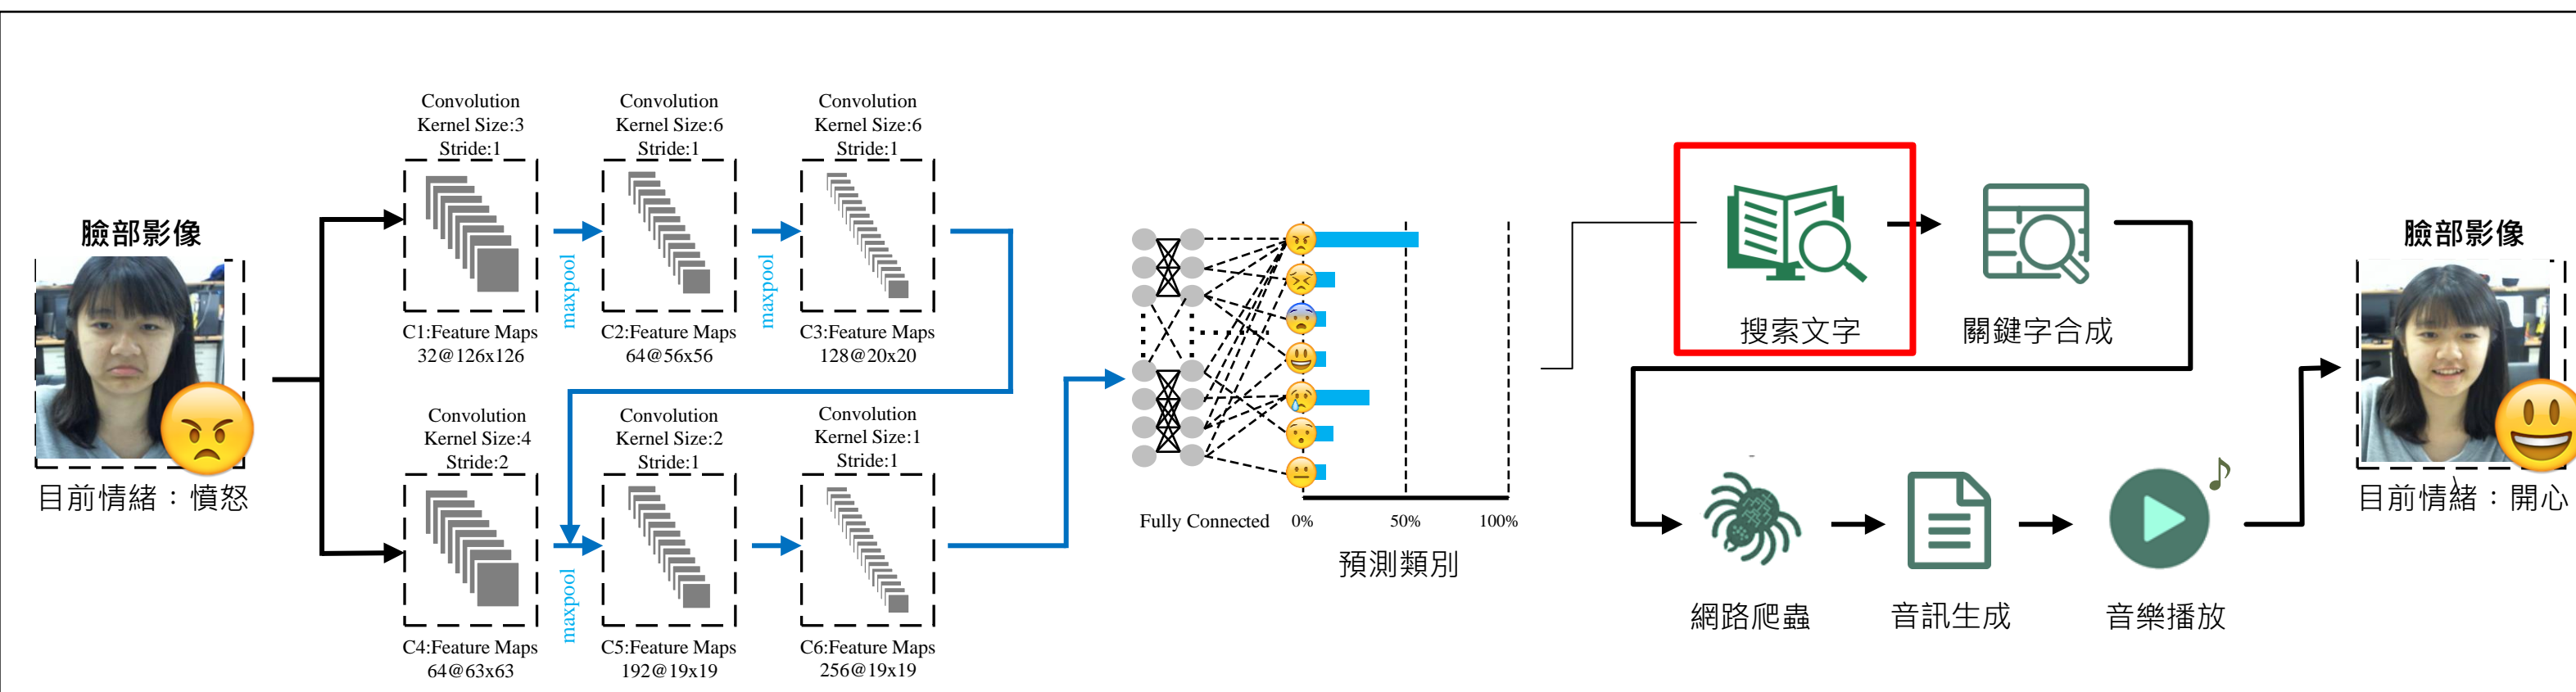 臉部影像
目前情緒：憤怒
Convolution
Kernel Size:3
Stride:1
C1:Feature Maps
32@126x126
maxpool
Convolution
Kernel Size:6
Stride:1
C2:Feature Maps
64@56x56
maxpool
Convolution
Kernel Size:6
Stride:1
C3:Feature Maps
128@20x20
Convolution
Kernel Size:4
Stride:2
C4:Feature Maps
64@63x63
maxpool
Convolution
Kernel Size:2
Stride:1
C5:Feature Maps
192@19x19
Convolution
Kernel Size:1
Stride:1
C6:Feature Maps
256@19x19
Fully Connected
0%
50%
100%
預測類別
搜索文字
關鍵字合成
網路爬蟲
音訊生成
音樂播放
臉部影像
目前情緒：開心